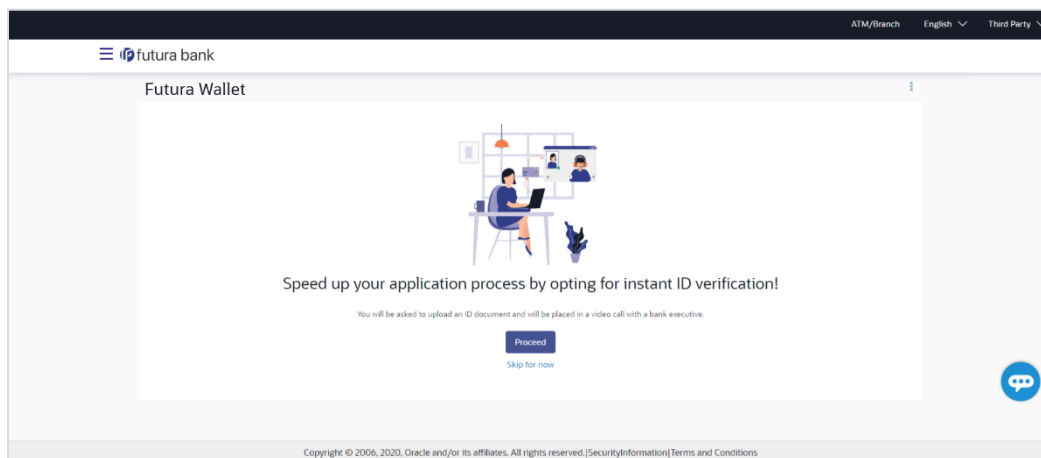 ATM/Branch English Third Party
futura bank
Futura Wallet
Speed up your application process by opting for instant ID verification!
You will be asked to upload an ID document and will be placed in a video call with a bank executive.
Proceed
Skip for now
Copyright © 2006, 2020, Oracle and/or its affiliates. All rights reserved.|SecurityInformation|Terms and Conditions